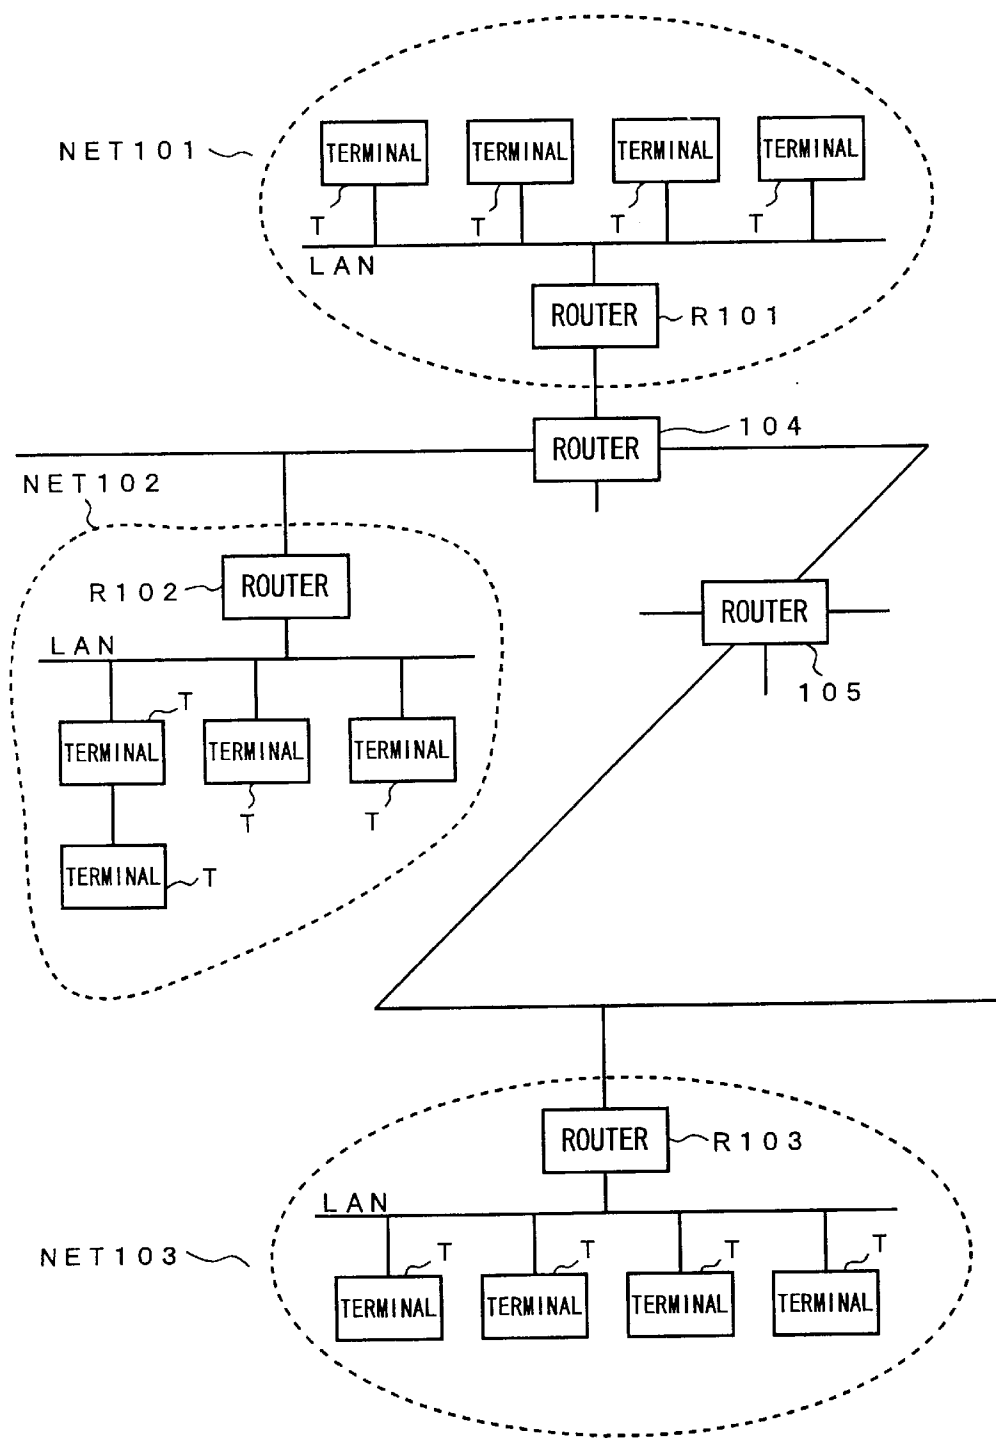 NET101
TERMINAL
TERMINAL
TERMINAL
TERMINAL
T
T
T
T
LAN
ROUTER
R101
ROUTER
104
NET102
R102
ROUTER
ROUTER
105
LAN
T
TERMINAL
TERMINAL
TERMINAL
T
T
TERMINAL
T
ROUTER
R103
LAN
NET103
T
T
T
T
TERMINAL
TERMINAL
TERMINAL
TERMINAL